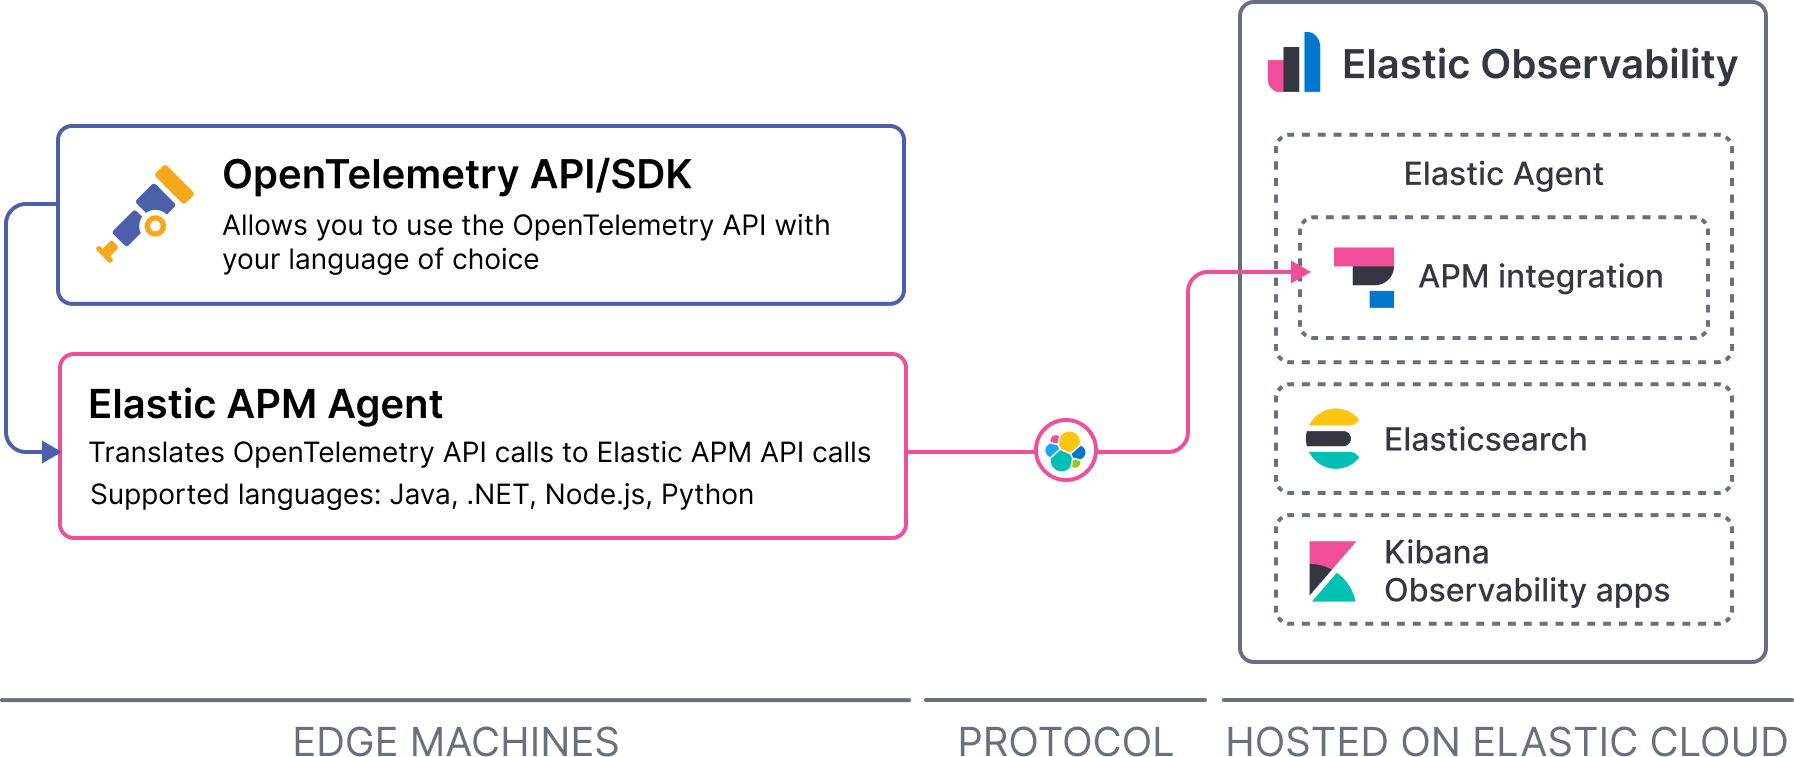 OpenTelemetry API/SDK
Allows you to use the OpenTelemetry API with
your language of choice
Elastic APM Agent
Translates OpenTelemetry API calls to Elastic APM API calls
Supported languages: Java, .NET, Node.js, Python
Elastic Observability
Elastic Agent
APM integration
Elasticsearch
Kibana
Observability apps
EDGE MACHINES
PROTOCOL
HOSTED ON ELASTIC CLOUD